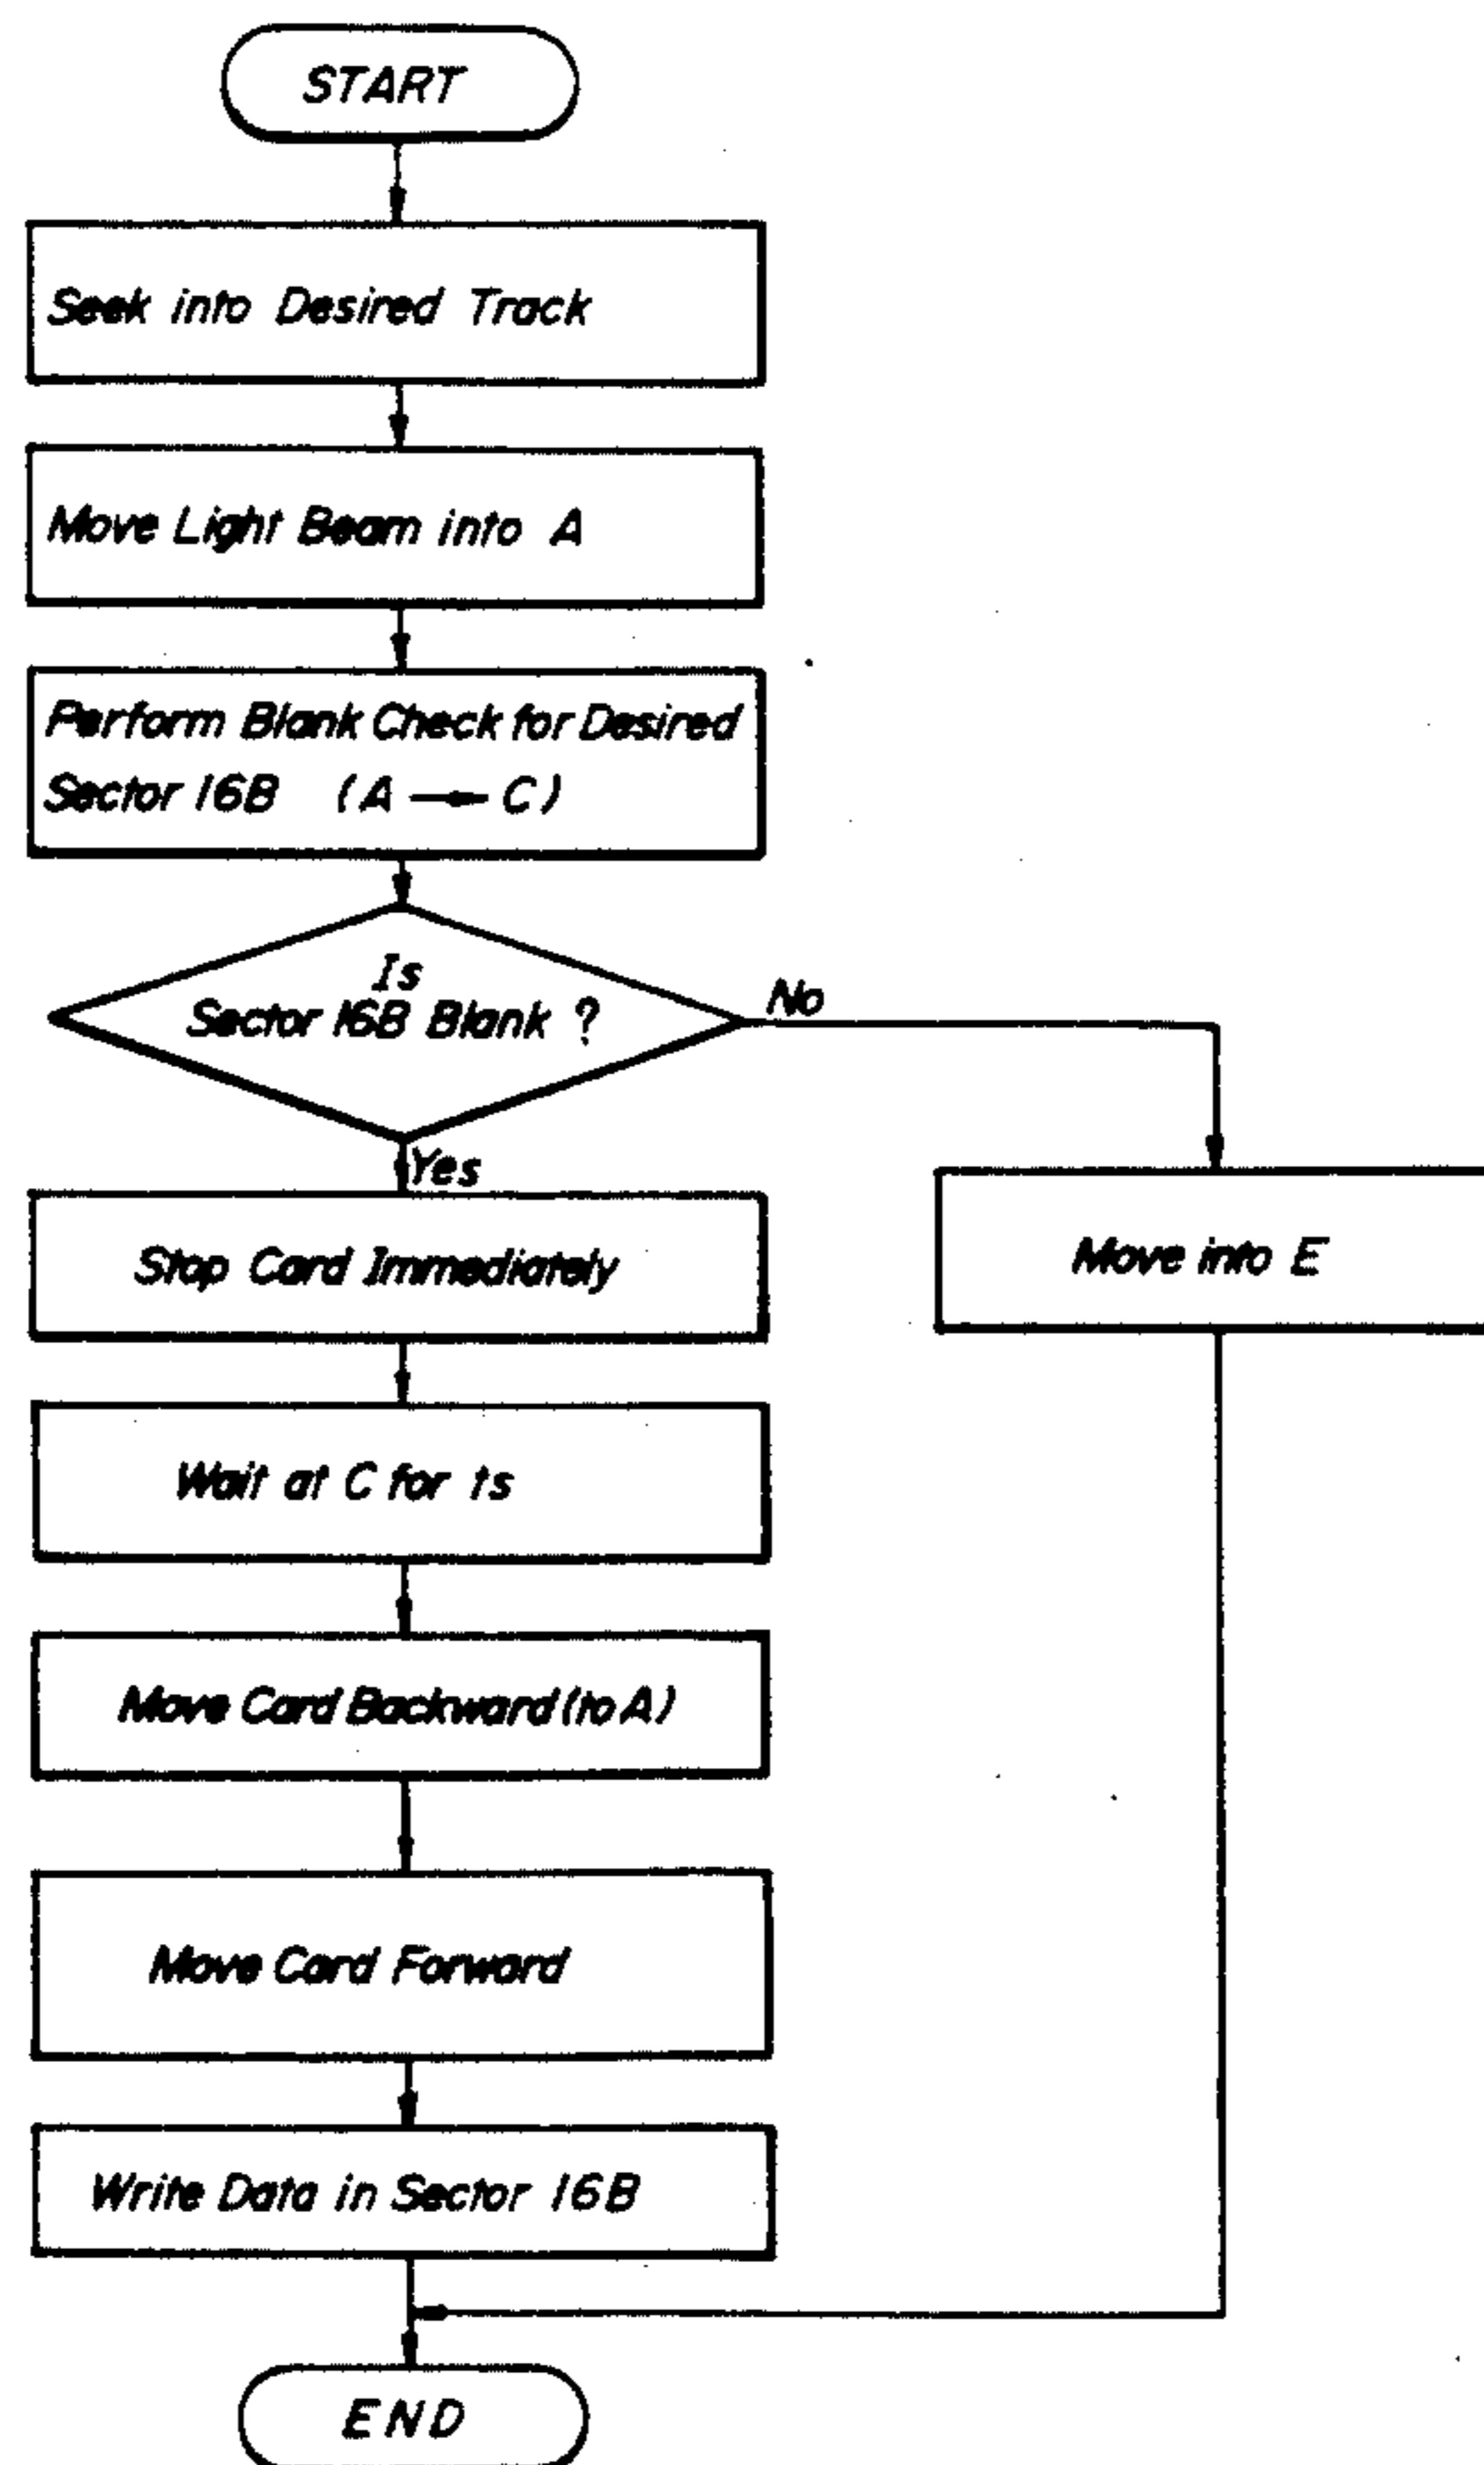 START
Seek into Desired Track
Move Light Beam into A
Perform Blank Check for Desired
Sector 16B (A → C)
Is
Sector 16B Blank ?
No
Yes
Stop Card Immediately
Move into E
Wait at C for ts
Move Card Backward (to A)
Move Card Forward
Write Data in Sector 16B
END